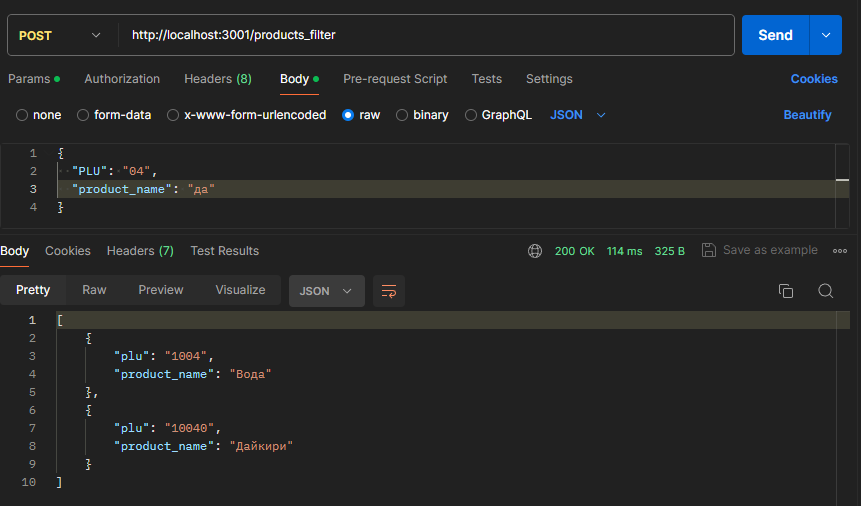 POST http://localhost:3001/products_filter Send
Params Authorization Headers (8) Body Pre-request Script Tests Settings Cookies
none form-data x-www-form-urlencoded raw binary GraphQL JSON Beautify
1 {
2 "PLU": "04",
3 "product_name": "да"
4 }
Body Cookies Headers (7) Test Results 200 OK 114 ms 325 B Save as example
Pretty Raw Preview Visualize JSON
1 [
2 {
3 "plu": "1004",
4 "product_name": "Вода"
5 },
6 {
7 "plu": "10040",
8 "product_name": "Дайкири"
9 }
10 ]